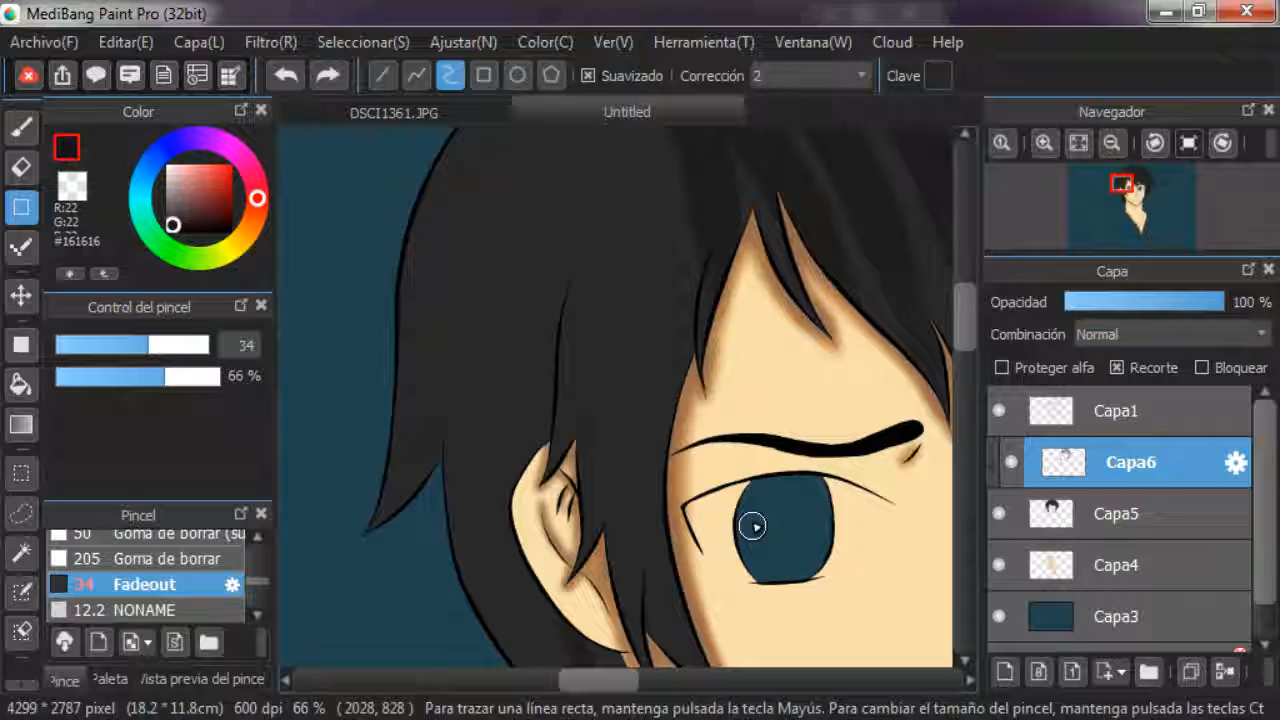 MediBang Paint Pro (32bit)
Archivo(F) Editar(E) Capa(L) Filtro(R) Seleccionar(S) Ajustar(N) Color(C) Ver(V) Herramienta(T) Ventana(W) Cloud Help
Suavizado Corrección 2 Clave
Color DSCI1361.JPG Untitled Navegador
R:22
G:22
#161616
Capa
Control del pincel
Opacidad 100 %
34
Combinación Normal
66 %
Proteger alfa Recorte Bloquear
Capa1
Capa6
Pincel
Capa5
50 Goma de borrar (su
205 Goma de borrar
Capa4
34 Fadeout
12.2 NONAME
Capa3
Pince Paleta Vista previa del pince
4299 * 2787 pixel (18.2 * 11.8cm) 600 dpi 66 % ( 2028, 828 ) Para trazar una línea recta, mantenga pulsada la tecla Mayús. Para cambiar el tamaño del pincel, mantenga pulsada las teclas Ct